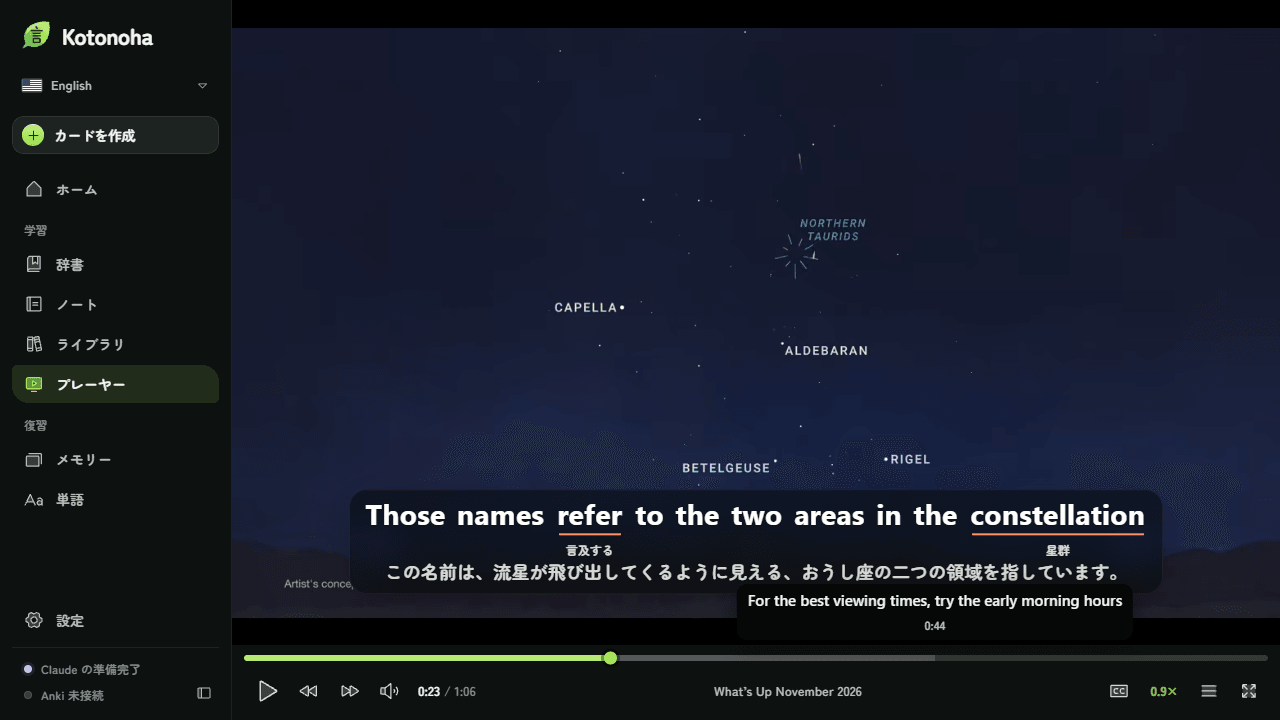 Kotonoha
English
カードを作成
ホーム
学習
辞書
ノート
ライブラリ
プレーヤー
復習
メモリー
Aa 単語
設定
Claude の準備完了
Anki 未接続
NORTHERN
TAURIDS
CAPELLA
ALDEBARAN
BETELGEUSE
RIGEL
Those names refer to the two areas in the constellation
言及する 星群
この名前は、流星が飛び出してくるように見える、おうし座の二つの領域を指しています。
Artist's conce
For the best viewing times, try the early morning hours
0:44
0:23 / 1:06
What's Up November 2026
CC
0.9×